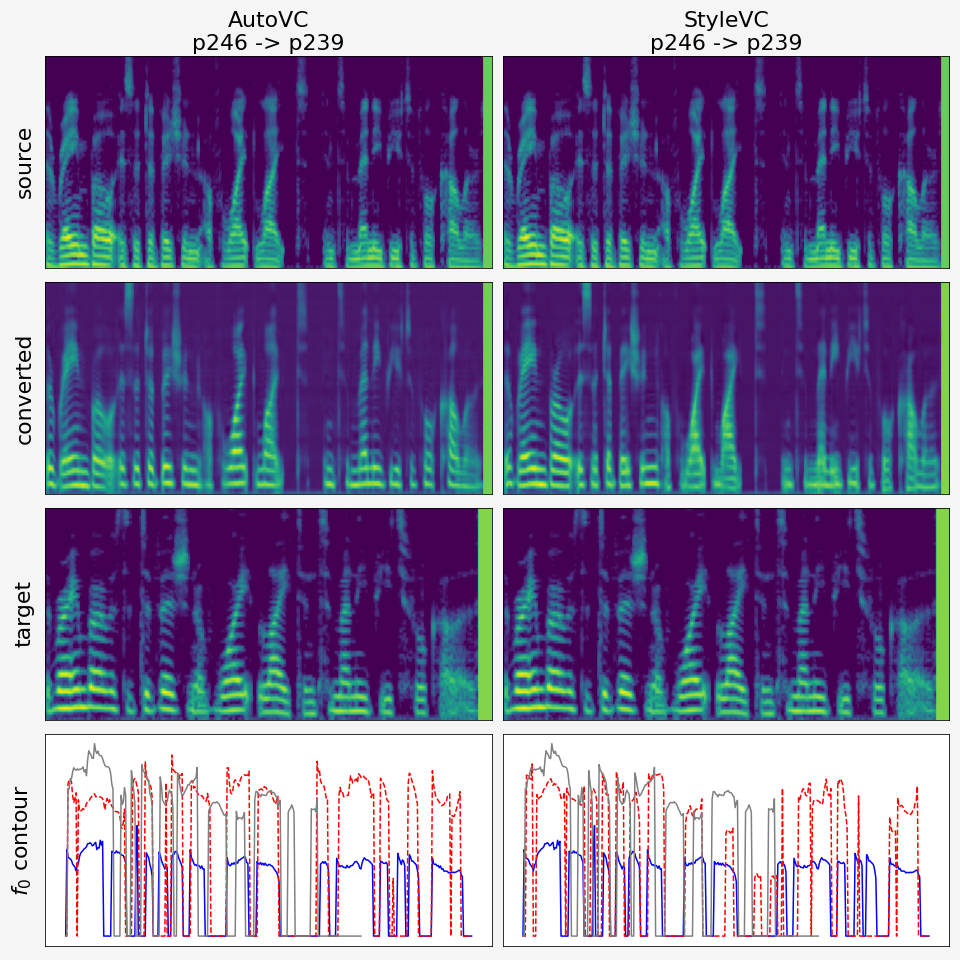 AutoVC
p246 -> p239
StyleVC
p246 -> p239
source
converted
target
f₀ contour